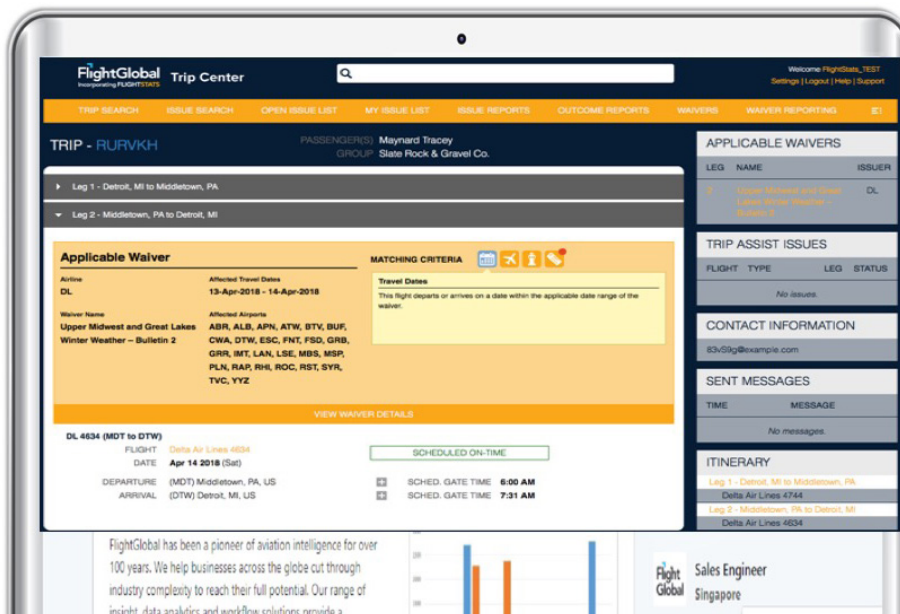 FlightGlobal
Incorporating FLIGHTSTATS
Trip Center
Welcome FlightStats_TEST
Settings | Logout | Help | Support
TRIP SEARCH ISSUE SEARCH OPEN ISSUE LIST MY ISSUE LIST ISSUE REPORTS OUTCOME REPORTS WAIVERS WAIVER REPORTING
TRIP - RURVKH
PASSENGER(S) Maynard Tracey
GROUP Slate Rock & Gravel Co.
Leg 1 - Detroit, MI to Middletown, PA
Leg 2 - Middletown, PA to Detroit, MI
Applicable Waiver
Airline
DL
Waiver Name
Upper Midwest and Great Lakes
Winter Weather – Bulletin 2
Affected Travel Dates
13-Apr-2018 - 14-Apr-2018
Affected Airports
ABR, ALB, APN, ATW, BTV, BUF,
CWA, DTW, ESC, FNT, FSD, GRB,
GRR, IMT, LAN, LSE, MBS, MSP,
PLN, RAP, RHI, ROC, RST, SYR,
TVC, YYZ
MATCHING CRITERIA
Travel Dates
This flight departs or arrives on a date within the applicable date range of the
waiver.
VIEW WAIVER DETAILS
DL 4634 (MDT to DTW)
FLIGHT Delta Air Lines 4634
DATE Apr 14 2018 (Sat)
SCHEDULED ON-TIME
DEPARTURE (MDT) Middletown, PA, US SCHED. GATE TIME 6:00 AM
ARRIVAL (DTW) Detroit, MI, US SCHED. GATE TIME 7:31 AM
APPLICABLE WAIVERS
LEG NAME ISSUER
2 Upper Midwest and Great DL
Lakes Winter Weather –
Bulletin 2
TRIP ASSIST ISSUES
FLIGHT TYPE LEG STATUS
No issues.
CONTACT INFORMATION
83vS9g@example.com
SENT MESSAGES
TIME MESSAGE
No messages.
ITINERARY
Leg 1 - Detroit, MI to Middletown, PA
Delta Air Lines 4744
Leg 2 - Middletown, PA to Detroit, MI
Delta Air Lines 4634
FlightGlobal has been a pioneer of aviation intelligence for over
100 years. We help businesses across the globe cut through
industry complexity to reach their full potential. Our range of
insight, data analytics and workflow solutions provide a
Flight
Global
Sales Engineer
Singapore